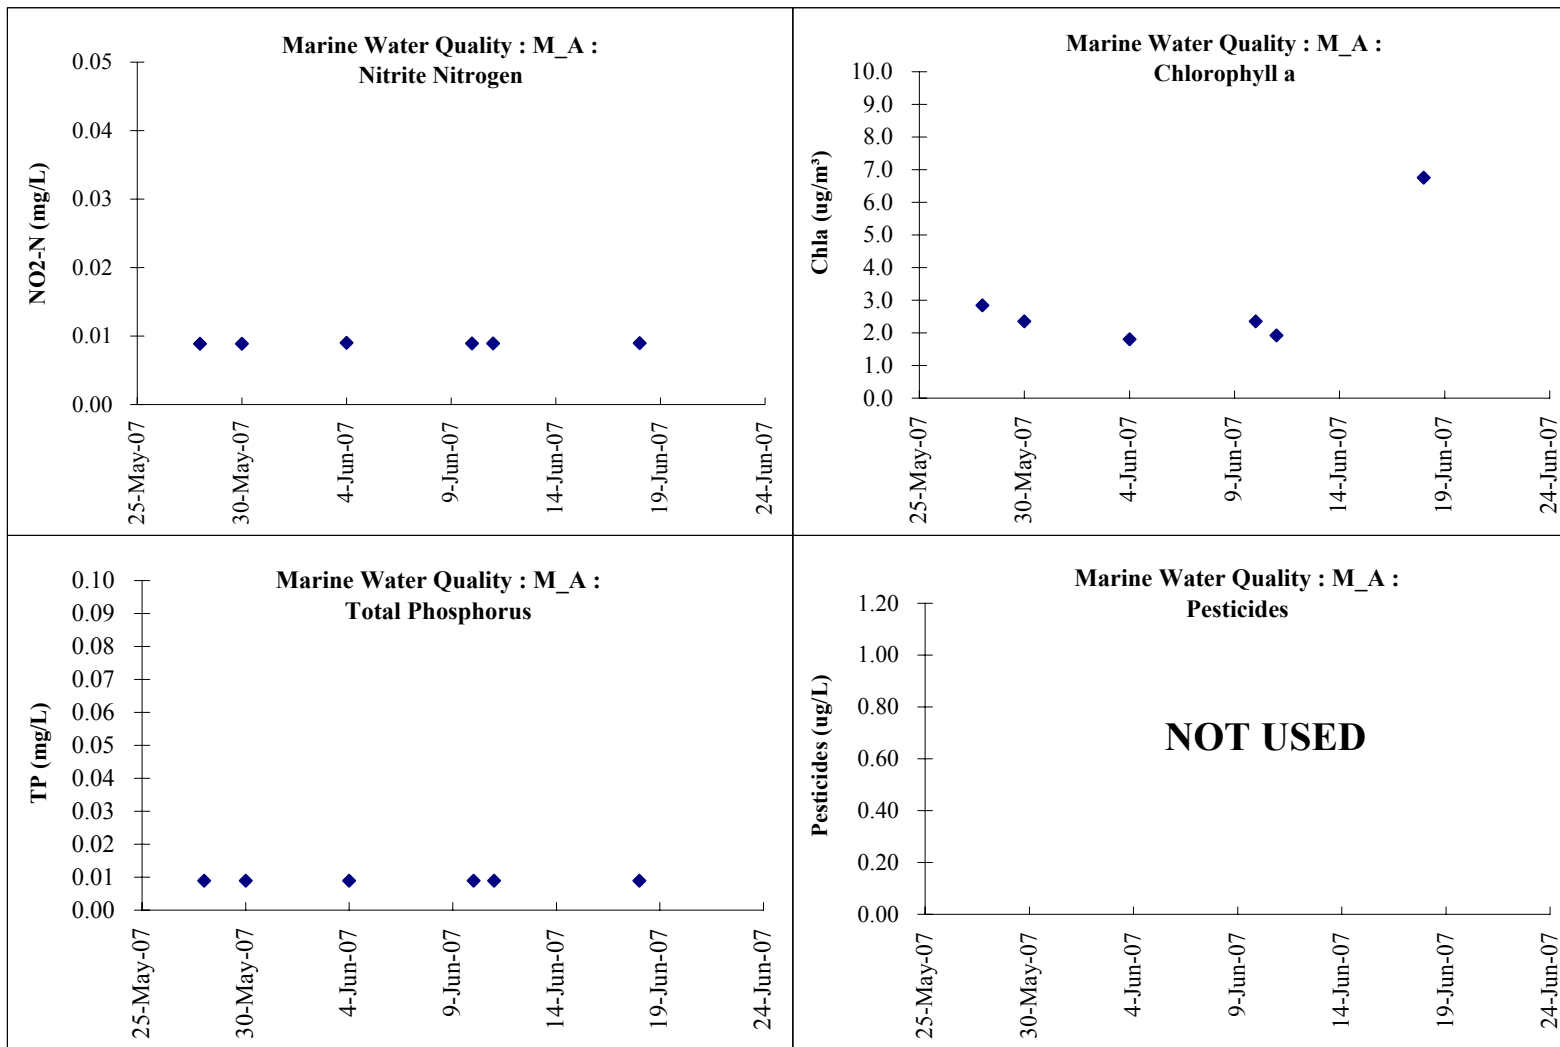 Marine Water Quality : M_A :
Nitrite Nitrogen
NO2-N (mg/L)
0.05
0.04
0.03
0.02
0.01
0.00
25-May-07
30-May-07
4-Jun-07
9-Jun-07
14-Jun-07
19-Jun-07
24-Jun-07
Marine Water Quality : M_A :
Chlorophyll a
Chla (ug/m³)
10.0
9.0
8.0
7.0
6.0
5.0
4.0
3.0
2.0
1.0
0.0
25-May-07
30-May-07
4-Jun-07
9-Jun-07
14-Jun-07
19-Jun-07
24-Jun-07
Marine Water Quality : M_A :
Total Phosphorus
TP (mg/L)
0.10
0.09
0.08
0.07
0.06
0.05
0.04
0.03
0.02
0.01
0.00
25-May-07
30-May-07
4-Jun-07
9-Jun-07
14-Jun-07
19-Jun-07
24-Jun-07
Marine Water Quality : M_A :
Pesticides
Pesticides (ug/L)
1.20
1.00
0.80
0.60
0.40
0.20
0.00
NOT USED
25-May-07
30-May-07
4-Jun-07
9-Jun-07
14-Jun-07
19-Jun-07
24-Jun-07